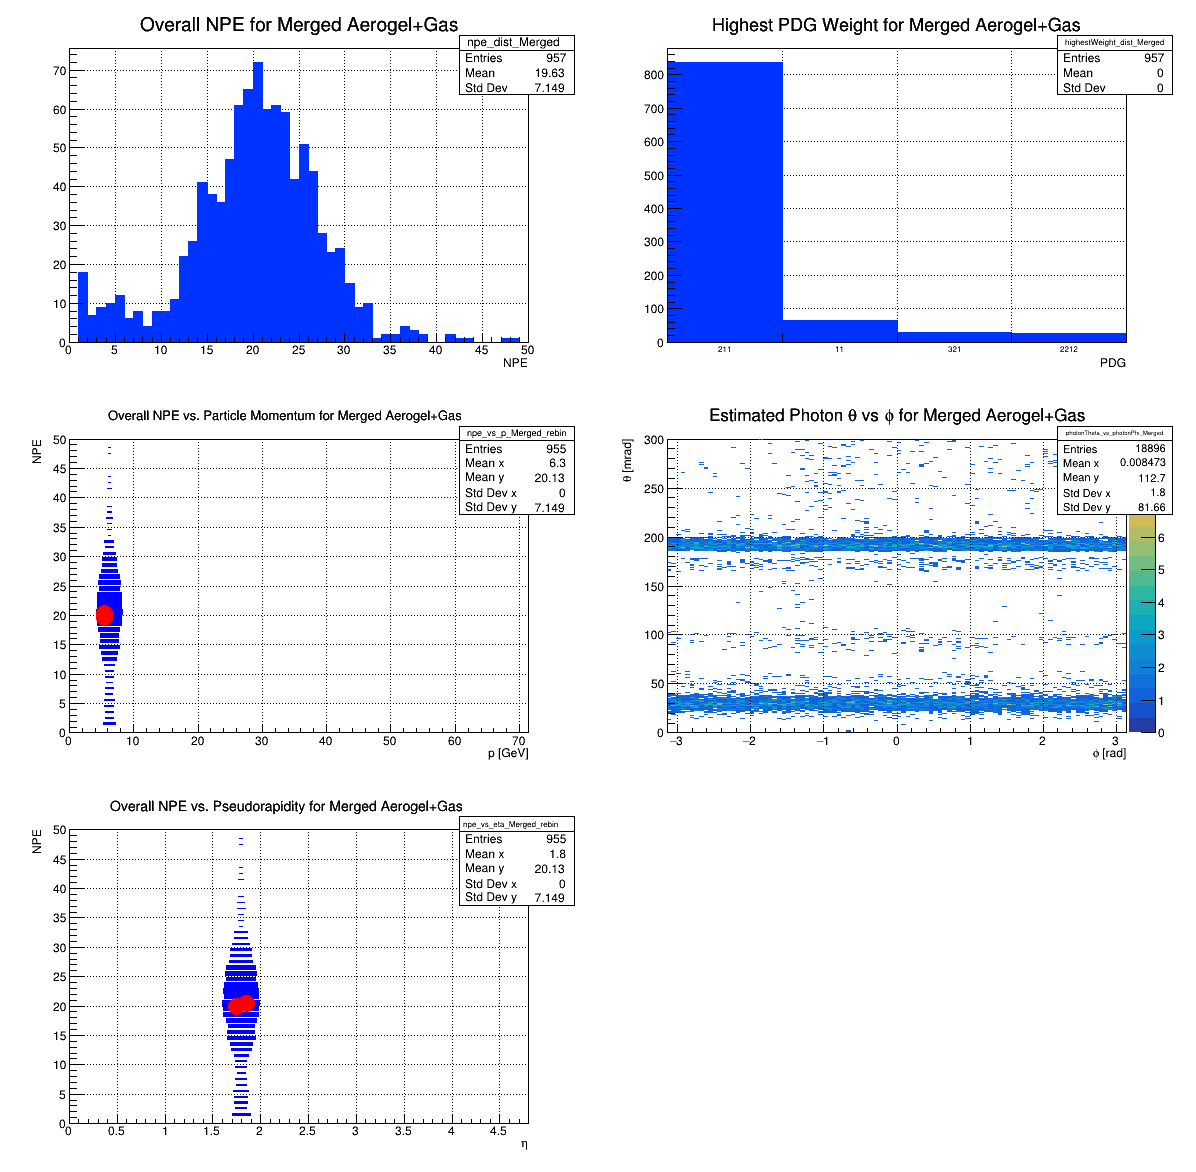 Overall NPE for Merged Aerogel+Gas
npe_dist_Merged
Entries 957
Mean 19.63
Std Dev 7.149
70
60
50
40
30
20
10
0
0 5 10 15 20 25 30 35 40 45 50
NPE
Highest PDG Weight for Merged Aerogel+Gas
highestWeight_dist_Merged
Entries 957
Mean 0
Std Dev 0
800
700
600
500
400
300
200
100
0
211 11 321 2212
PDG
Overall NPE vs. Particle Momentum for Merged Aerogel+Gas
npe_vs_p_Merged_rebin
Entries 955
Mean x 6.3
Mean y 20.13
Std Dev x 0
Std Dev y 7.149
NPE
50
45
40
35
30
25
20
15
10
5
0
0 10 20 30 40 50 60 70
p [GeV]
Estimated Photon θ vs ϕ for Merged Aerogel+Gas
photonTheta_vs_photonPhi_Merged
Entries 18896
Mean x 0.008473
Mean y 112.7
Std Dev x 1.8
Std Dev y 81.66
θ [mrad]
300
250
200
150
100
50
0
−3 −2 −1 0 1 2 3
ϕ [rad]
6
5
4
3
2
1
0
Overall NPE vs. Pseudorapidity for Merged Aerogel+Gas
npe_vs_eta_Merged_rebin
Entries 955
Mean x 1.8
Mean y 20.13
Std Dev x 0
Std Dev y 7.149
NPE
50
45
40
35
30
25
20
15
10
5
0
0 0.5 1 1.5 2 2.5 3 3.5 4 4.5
η